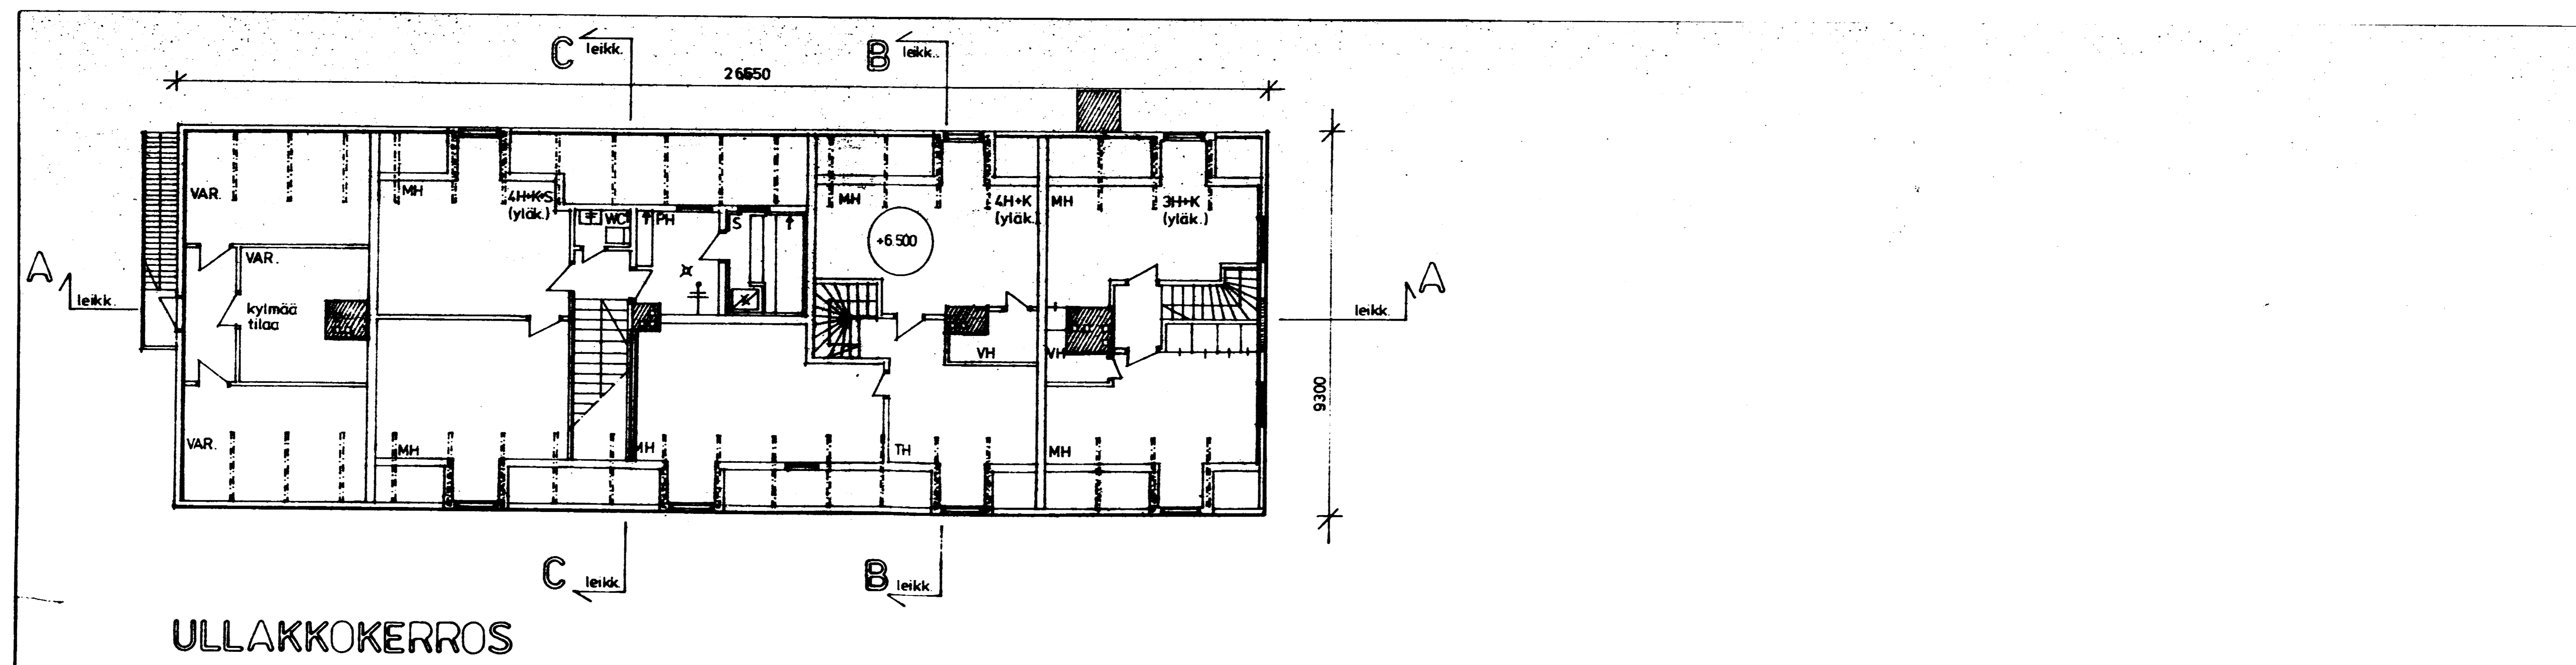 C leikk.
B leikk.
26650
VAR.
MH
4H+K+S
(yläk.)
WC
PH
S
MH
4H+K
(yläk.)
MH
3H+K
(yläk.)
+6.500
A leikk.
VAR.
kylmää
tilaa
leikk. A
VH
VH
9300
VAR.
MH
MH
TH
MH
C leikk.
B leikk.
ULLAKKOKERROS